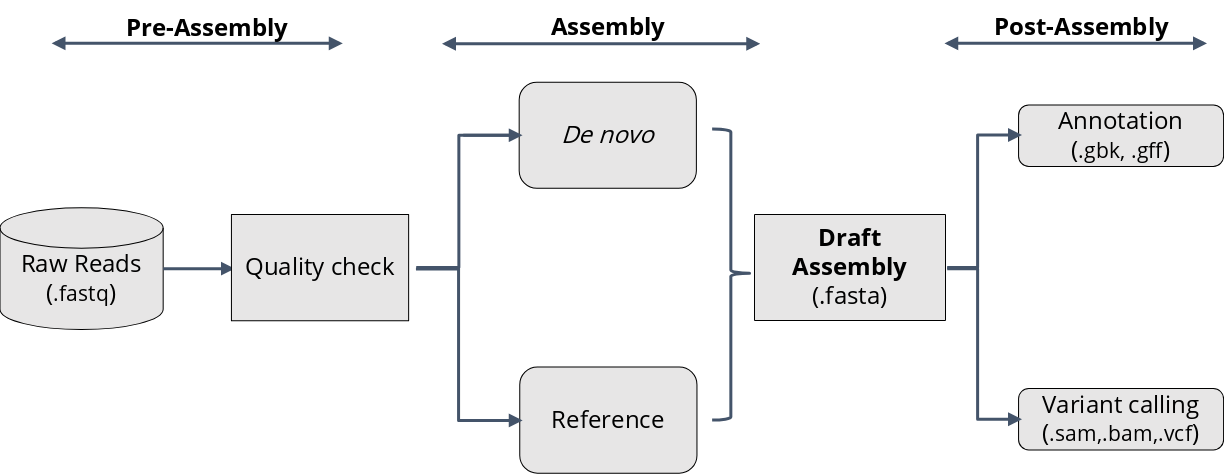 Pre-Assembly
Assembly
Post-Assembly
Raw Reads
(.fastq)
Quality check
De novo
Reference
Draft
Assembly
(.fasta)
Annotation
(.gbk, .gff)
Variant calling
(.sam,.bam,.vcf)